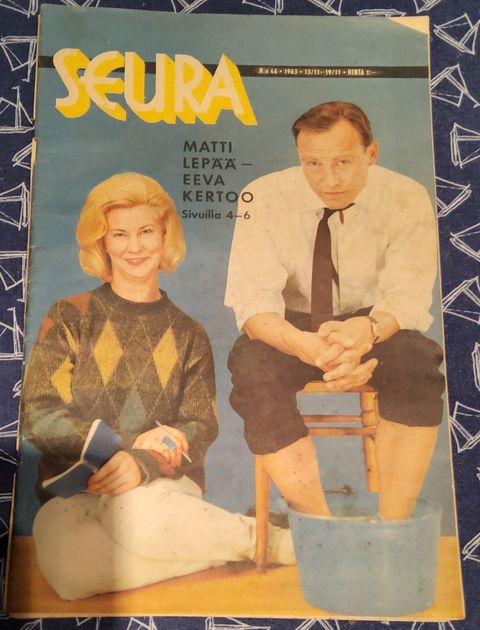 SEURA
N:o 46 • 1963 • 13/11–19/11 • HINTA 1:–
MATTI
LEPÄÄ –
EEVA
KERTOO
Sivuilla 4–6